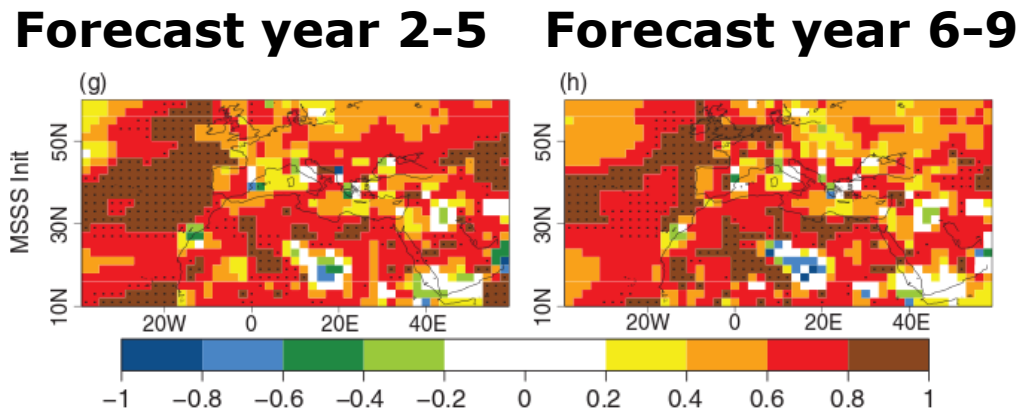 Forecast year 2-5 Forecast year 6-9
(g) (h)
MSSS Init
50N 50N
30N 30N
10N 10N
20W 0 20E 40E 20W 0 20E 40E
−1 −0.8 −0.6 −0.4 −0.2 0 0.2 0.4 0.6 0.8 1